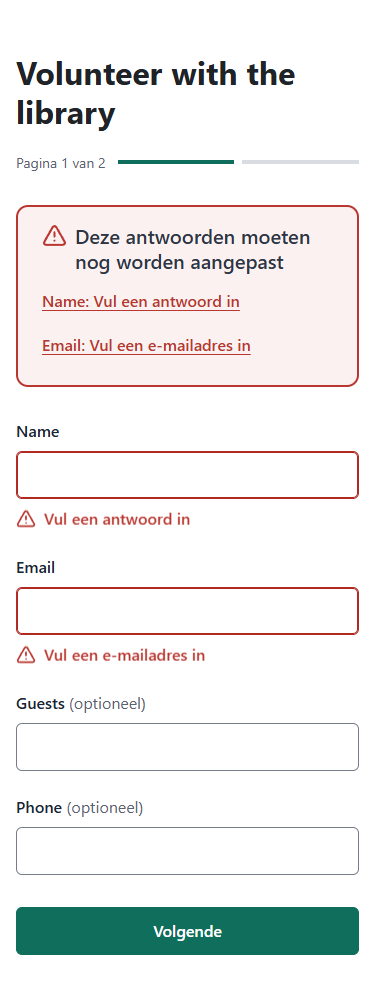 Volunteer with the
library
Pagina 1 van 2
Deze antwoorden moeten
nog worden aangepast
Name: Vul een antwoord in
Email: Vul een e-mailadres in
Name
Vul een antwoord in
Email
Vul een e-mailadres in
Guests (optioneel)
Phone (optioneel)
Volgende